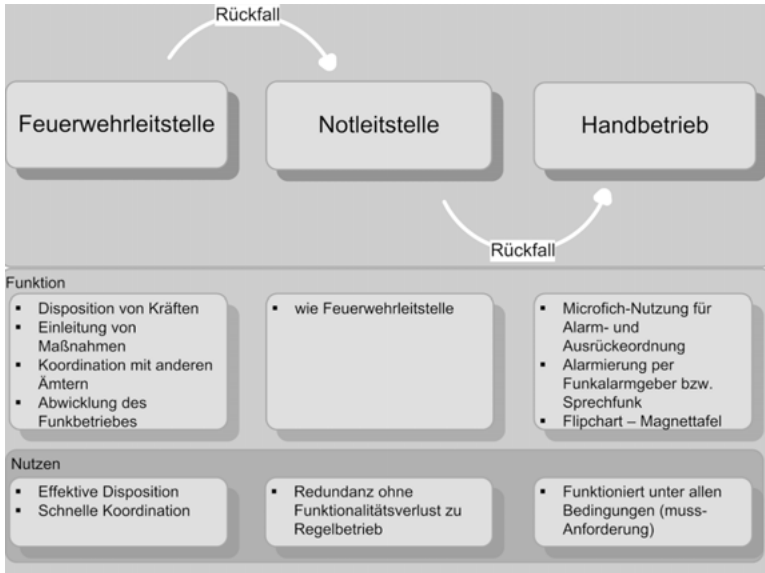 Rückfall
Feuerwehrleitstelle
Notleitstelle
Handbetrieb
Rückfall
Funktion
▪ Disposition von Kräften
▪ Einleitung von
Maßnahmen
▪ Koordination mit anderen
Ämtern
▪ Abwicklung des
Funkbetriebes
▪ wie Feuerwehrleitstelle
▪ Microfich-Nutzung für
Alarm- und
Ausrückeordnung
▪ Alarmierung per
Funkalarmgeber bzw.
Sprechfunk
▪ Flipchart – Magnettafel
Nutzen
▪ Effektive Disposition
▪ Schnelle Koordination
▪ Redundanz ohne
Funktionalitätsverlust zu
Regelbetrieb
▪ Funktioniert unter allen
Bedingungen (muss-
Anforderung)